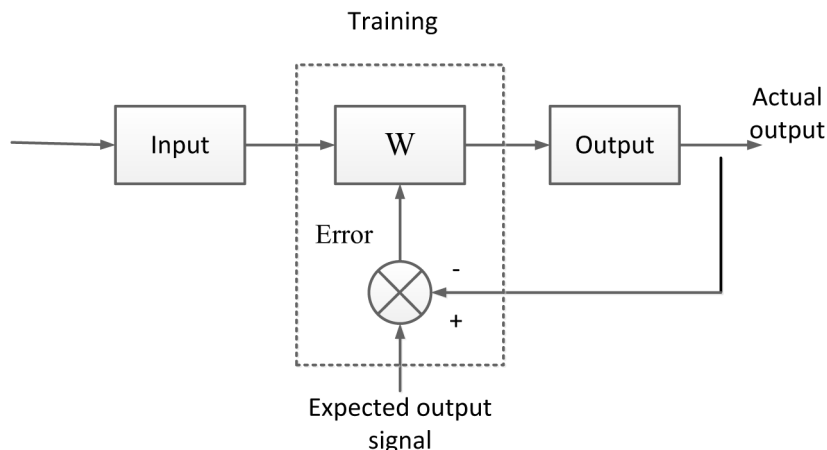 Training
Input
W
Output
Actual
output
Error
-
+
Expected output
signal